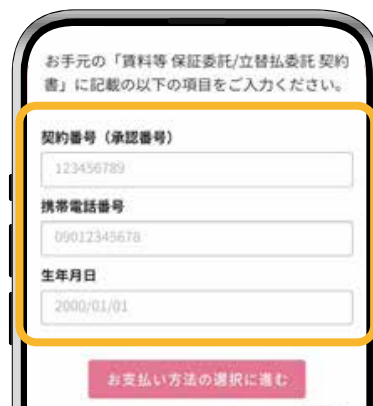 お手元の「賃料等 保証委託/立替払委託 契約
書」に記載の以下の項目をご入力ください。
契約番号（承認番号）
123456789
携帯電話番号
09012345678
生年月日
2000/01/01
お支払い方法の選択に進む